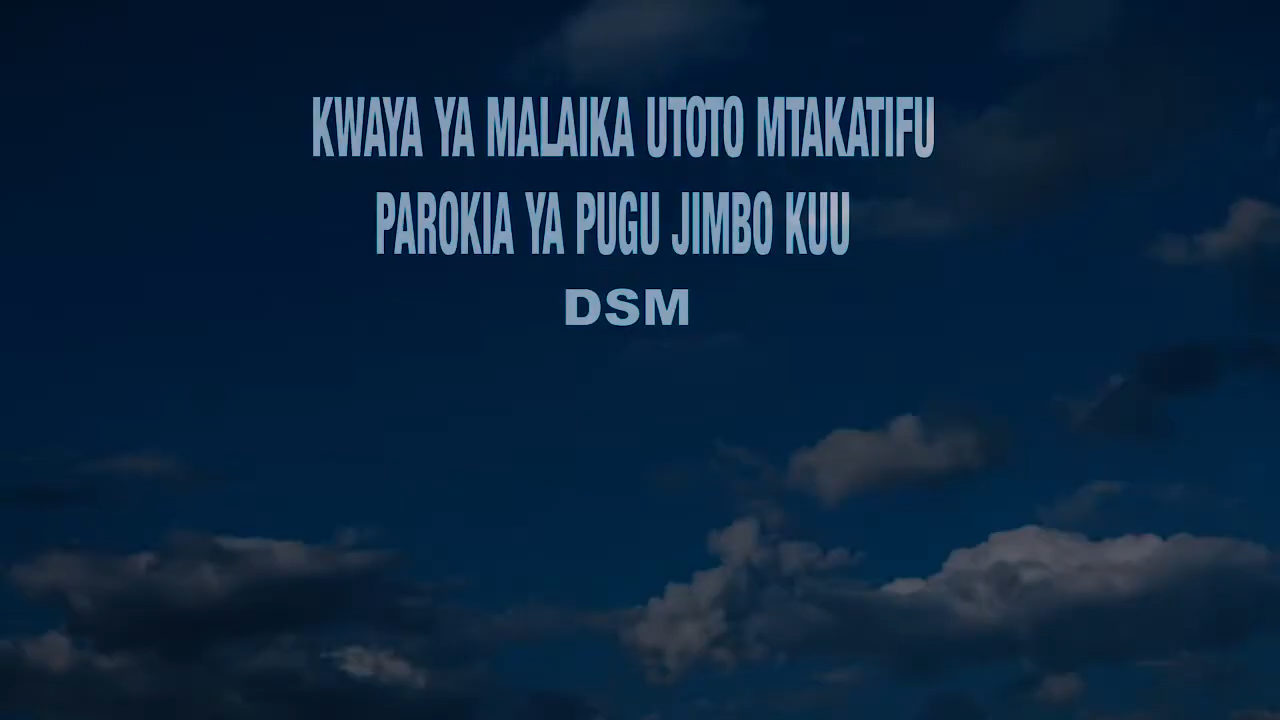 KWAYA YA MALAIKA UTOTO MTAKATIFU
PAROKIA YA PUGU JIMBO KUU
DSM